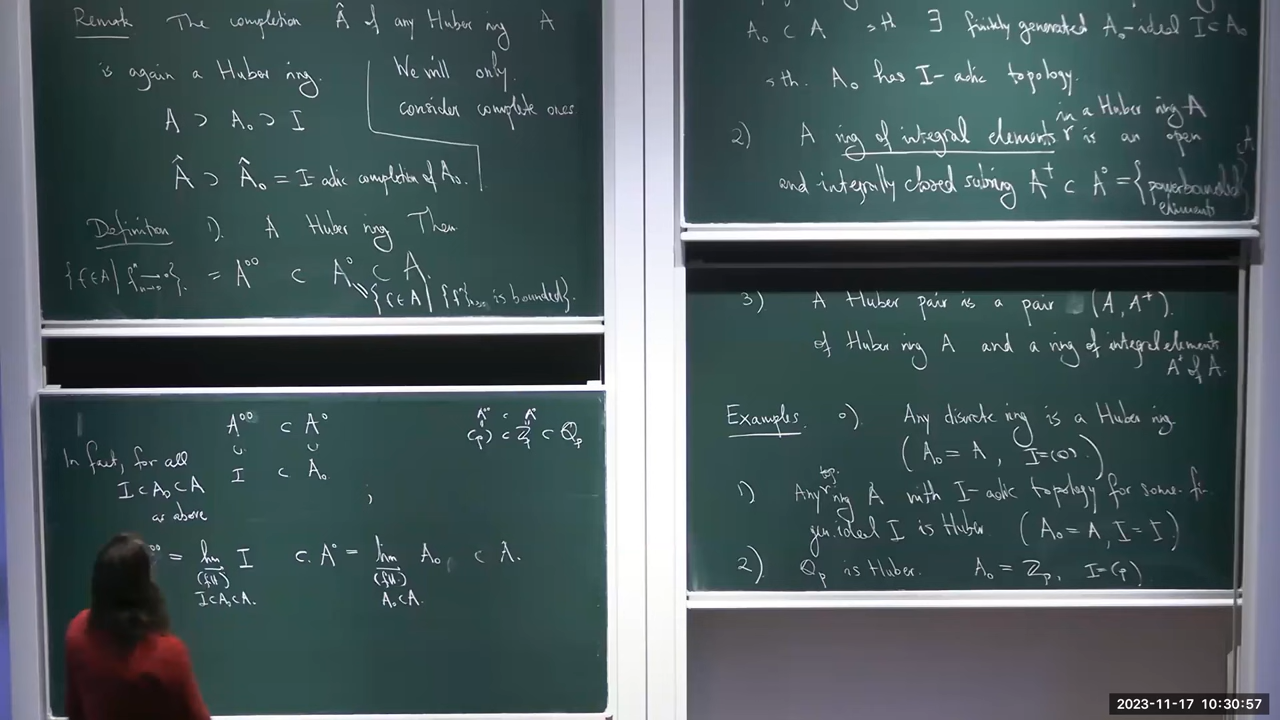 Remark The completion Â of any Huber ring A
is again a Huber ring.
We will only
consider complete ones.
A ⊃ A₀ ⊃ I
Â ⊃ Â₀ = I-adic completion of A₀.
Definition 1). A Huber ring Then
{f∈A | fⁿ →0 n→∞}. = A°° ⊂ A° ⊂ A.
{f∈A | {fⁿ} n≥0 is bounded}.
A°° ⊂ A°
∪ ∪
I ⊂ A₀
In fact, for all
I⊂A₀⊂A
as above
A°° ⊂ A°
(p) ⊂ Zp ⊂ Qp
°° = lim I ⊂ A° = lim A₀ ⊂ A.
I⊂A₀⊂A. A₀⊂A.
A₀ ⊂ A s.th ∃ finitely generated A₀-ideal I⊂A₀
s.th. A₀ has I-adic topology.
2) A ring of integral elements in a Huber ring A is an open
and integrally closed subring A⁺ ⊂ A° = {powerbounded elements} ⊂A
3) A Huber pair is a pair (A, A⁺).
of Huber ring A and a ring of integral elements
A⁺ of A.
Examples. 0). Any discrete ring is a Huber ring
(A₀ = A, I=(0).)
1) Any top. ring A with I-adic topology for some fin.
gen. ideal I is Huber (A₀ = A, I = I)
2). Qp is Huber. A₀ = Zp, I=(p)
2023-11-17 10:30:57